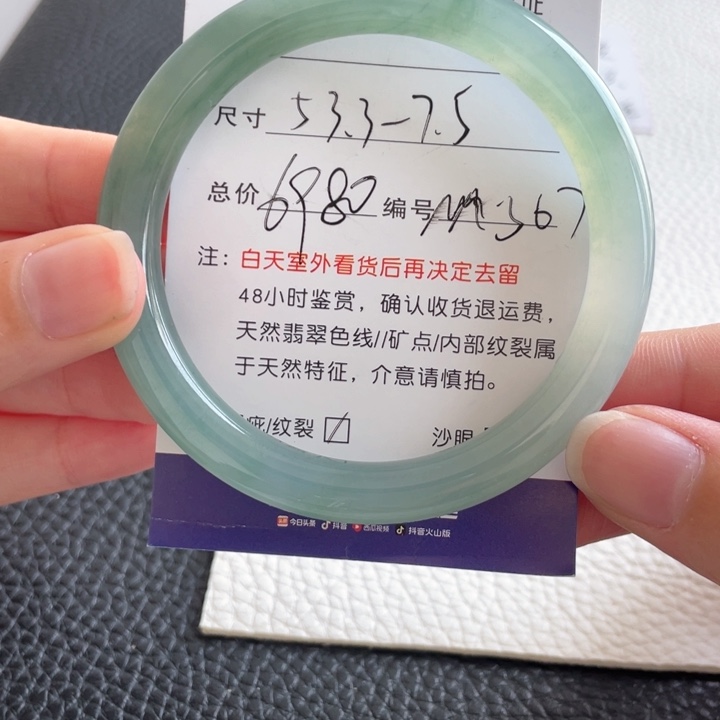 证
尺寸 53.3-7.5
总价 6980 编号 m367
注：白天室外看货后再决定去留
48小时鉴赏，确认收货退运费，
天然翡翠色线//矿点/内部纹裂属
于天然特征，介意请慎拍。
疵/纹裂 沙眼
今日头条 抖音 西瓜视频 抖音火山版